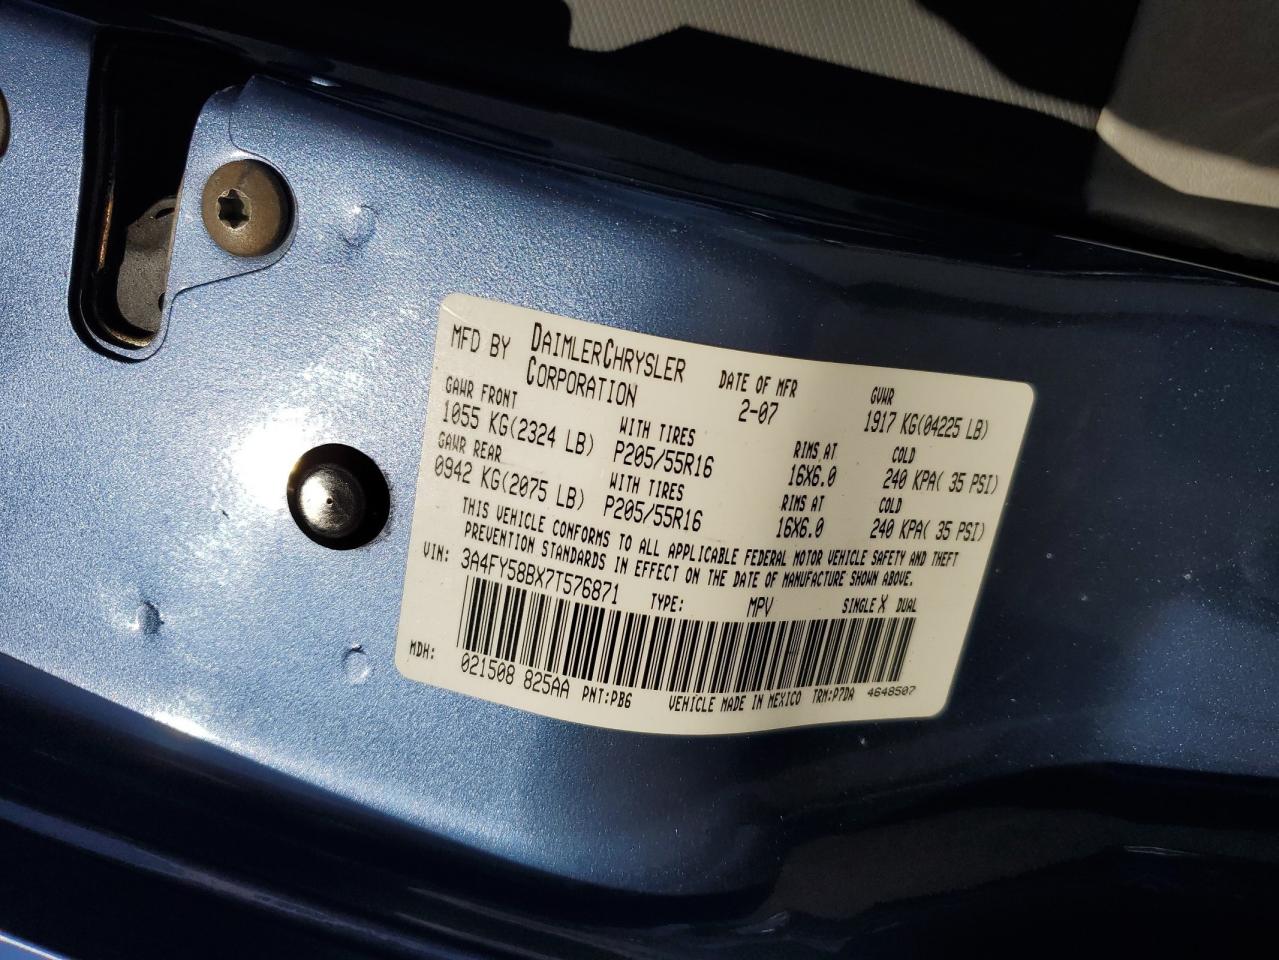 MFD BY DAIMLERCHRYSLER CORPORATION DATE OF MFR 2-07 GVWR 1917 KG(04225 LB)
GAWR FRONT WITH TIRES RIMS AT COLD
1055 KG(2324 LB) P205/55R16 16X6.0 240 KPA( 35 PSI)
GAWR REAR WITH TIRES RIMS AT COLD
0942 KG(2075 LB) P205/55R16 16X6.0 240 KPA( 35 PSI)
THIS VEHICLE CONFORMS TO ALL APPLICABLE FEDERAL MOTOR VEHICLE SAFETY AND THEFT
PREVENTION STANDARDS IN EFFECT ON THE DATE OF MANUFACTURE SHOWN ABOVE.
VIN: 3A4FY58BX7T576871 TYPE: MPV SINGLE X DUAL
MDH: 021508 825AA PNT:PB6 VEHICLE MADE IN MEXICO TRM:P7DA 4648507